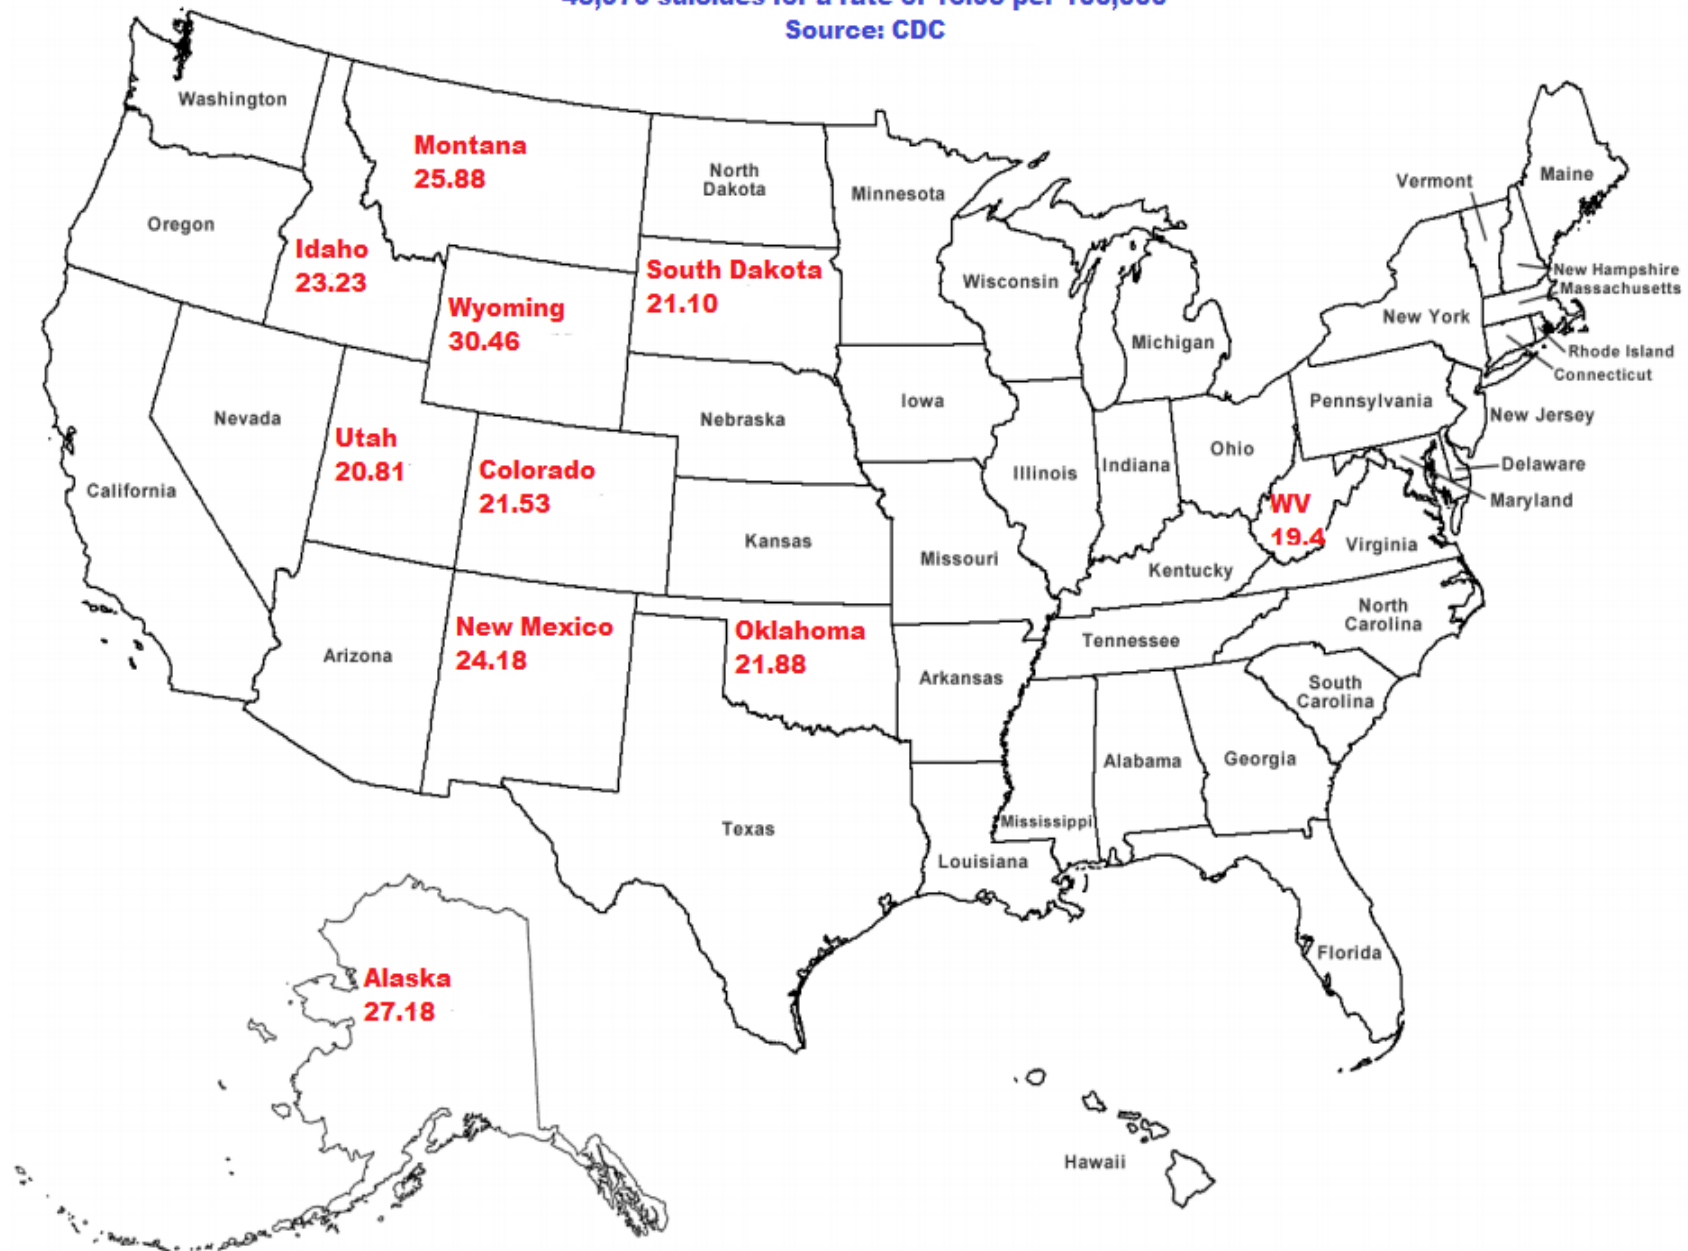 Source: CDC
Washington
Montana
25.88
North
Dakota
Minnesota
Vermont
Maine
Oregon
Idaho
23.23
South Dakota
21.10
Wyoming
30.46
Wisconsin
Michigan
New York
New Hampshire
Massachusetts
Rhode Island
Connecticut
Nevada
Utah
20.81
Colorado
21.53
Nebraska
Iowa
Illinois
Indiana
Ohio
Pennsylvania
New Jersey
Delaware
Maryland
California
WV
19.4
Virginia
Kansas
Missouri
Kentucky
Arizona
New Mexico
24.18
Oklahoma
21.88
Arkansas
Tennessee
North
Carolina
South
Carolina
Texas
Louisiana
Mississippi
Alabama
Georgia
Florida
Alaska
27.18
Hawaii